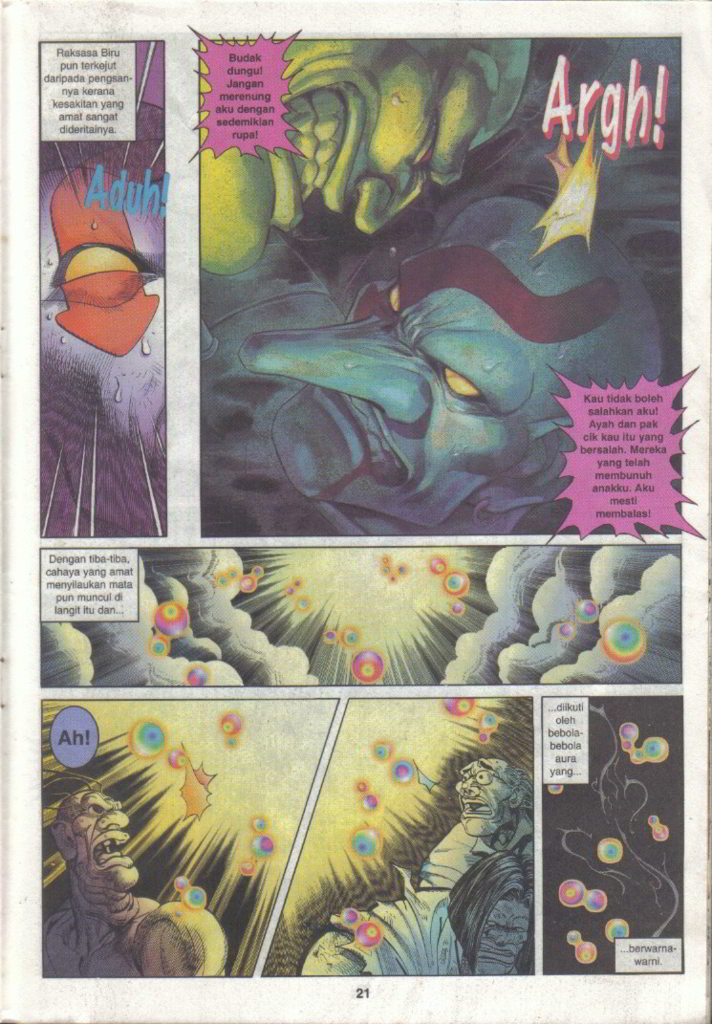 Raksasa Biru
pun terkejut
daripada pengsan-
nya kerana
kesakitan yang
amat sangat
dideritainya.
Aduh!
Budak
dungu!
Jangan
merenung
aku dengan
sedemikian
rupa!
Argh!
Kau tidak boleh
salahkan aku!
Ayah dan pak
cik kau itu yang
bersalah. Mereka
yang telah
membunuh
anakku. Aku
mesti
membalas!
Dengan tiba-tiba,
cahaya yang amat
menyilaukan mata
pun muncul di
langit itu dan...
Ah!
...diikuti
oleh
bebola-
bebola
aura
yang...
...berwarna-
warni.
21